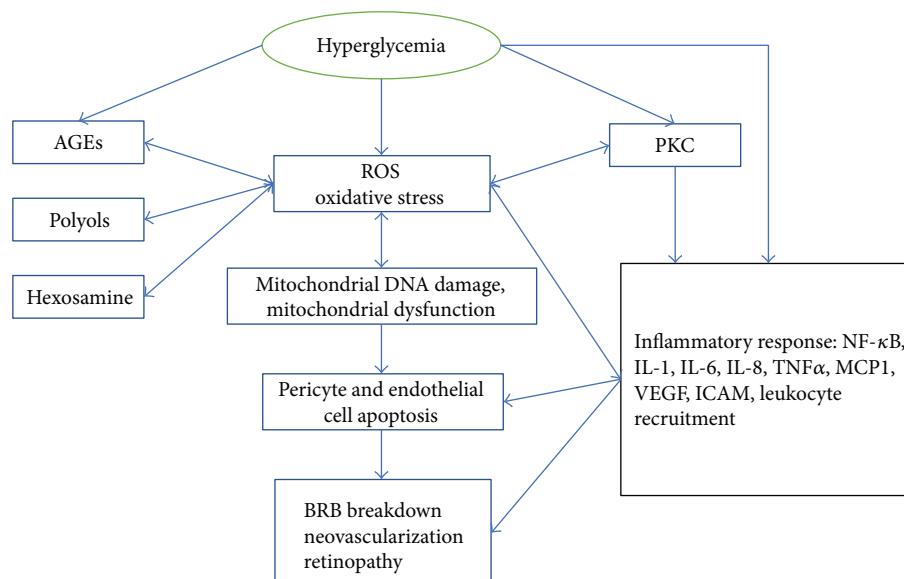 Hyperglycemia
AGEs
PKC
ROS
oxidative stress
Polyols
Hexosamine
Mitochondrial DNA damage,
mitochondrial dysfunction
Inflammatory response: NF-κB,
IL-1, IL-6, IL-8, TNFα, MCP1,
VEGF, ICAM, leukocyte
recruitment
Pericyte and endothelial
cell apoptosis
BRB breakdown
neovascularization
retinopathy